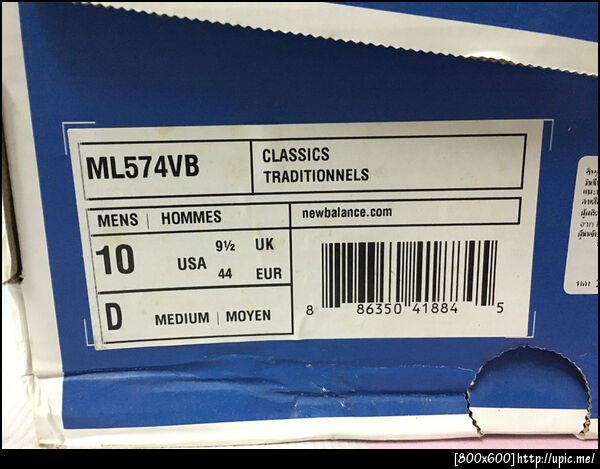 ML574VB
CLASSICS
TRADITIONNELS
MENS | HOMMES
newbalance.com
10 USA 9½ UK
44 EUR
D MEDIUM | MOYEN
8 86350 41884 5
[800x600]http://upic.me/